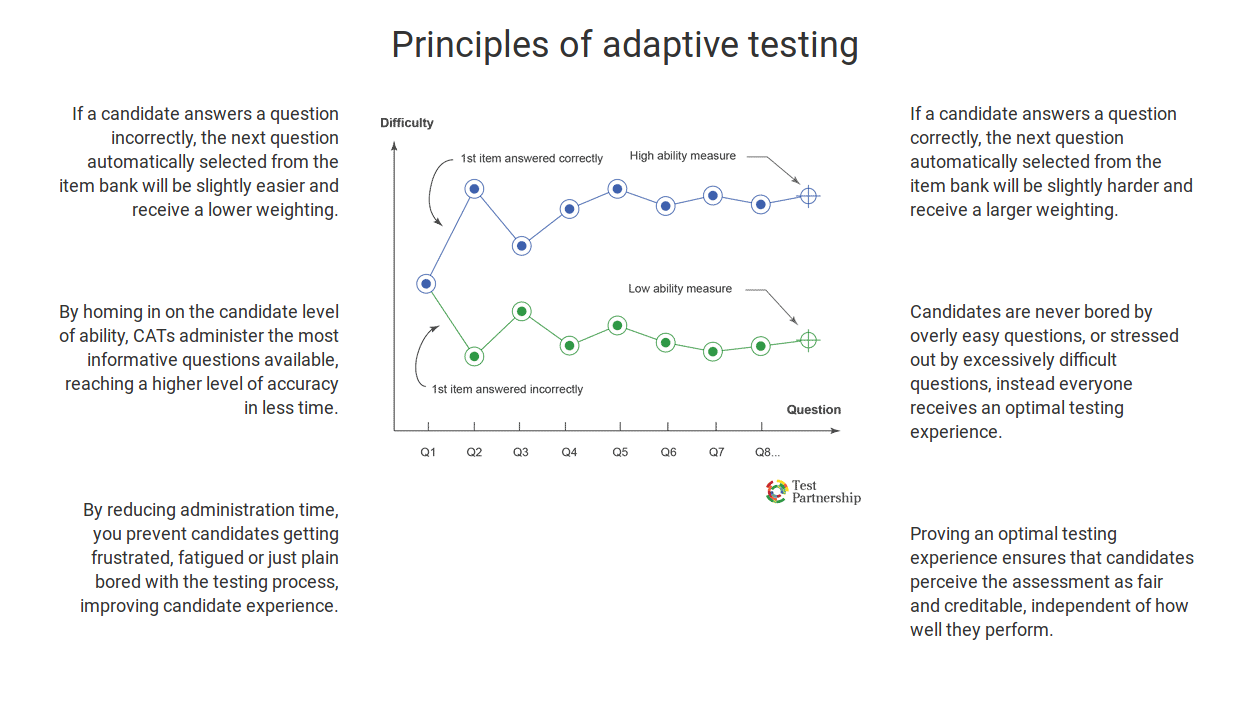 Principles of adaptive testing
If a candidate answers a question
incorrectly, the next question
automatically selected from the
item bank will be slightly easier and
receive a lower weighting.
By homing in on the candidate level
of ability, CATs administer the most
informative questions available,
reaching a higher level of accuracy
in less time.
By reducing administration time,
you prevent candidates getting
frustrated, fatigued or just plain
bored with the testing process,
improving candidate experience.
Difficulty
1st item answered correctly
High ability measure
Low ability measure
1st item answered incorrectly
Question
Q1 Q2 Q3 Q4 Q5 Q6 Q7 Q8...
Test
Partnership
If a candidate answers a question
correctly, the next question
automatically selected from the
item bank will be slightly harder and
receive a larger weighting.
Candidates are never bored by
overly easy questions, or stressed
out by excessively difficult
questions, instead everyone
receives an optimal testing
experience.
Proving an optimal testing
experience ensures that candidates
perceive the assessment as fair
and creditable, independent of how
well they perform.